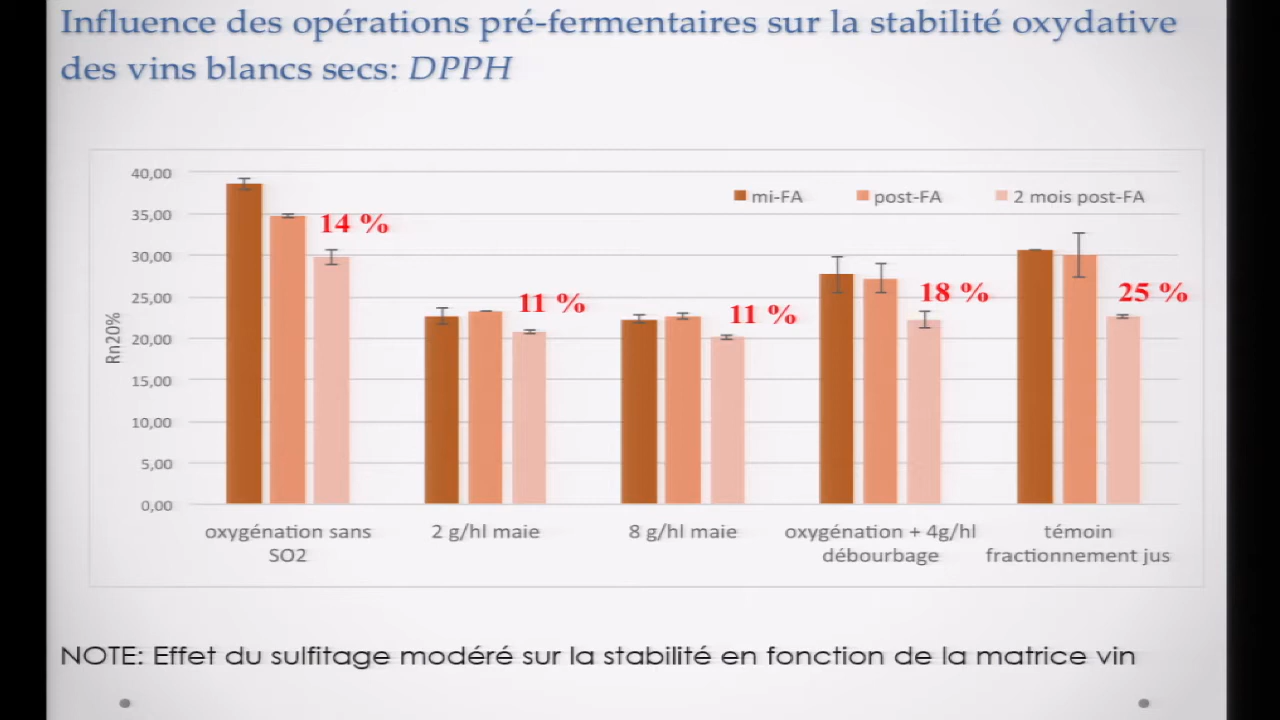 Influence des opérations pré-fermentaires sur la stabilité oxydative
des vins blancs secs: DPPH
40,00
35,00
30,00
25,00
20,00
15,00
10,00
5,00
0,00
Rn20%
mi-FA
post-FA
2 mois post-FA
14 %
11 %
11 %
18 %
25 %
oxygénation sans
SO2
2 g/hl maie
8 g/hl maie
oxygénation + 4g/hl
débourbage
témoin
fractionnement jus
NOTE: Effet du sulfitage modéré sur la stabilité en fonction de la matrice vin